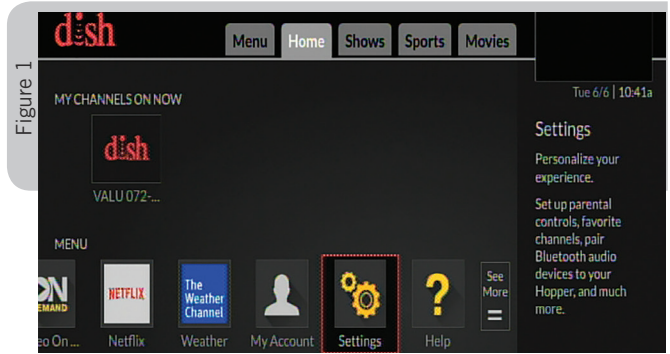 Figure 1
dish
Menu Home Shows Sports Movies
Tue 6/6 | 10:41a
MY CHANNELS ON NOW
dish
VALU 072-...
Settings
Personalize your
experience.
Set up parental
controls, favorite
channels, pair
Bluetooth audio
devices to your
Hopper, and much
more.
MENU
ON
DEMAND
eo On ...
NETFLIX
Netflix
The
Weather
Channel
Weather
My Account
Settings
?
Help
See
More